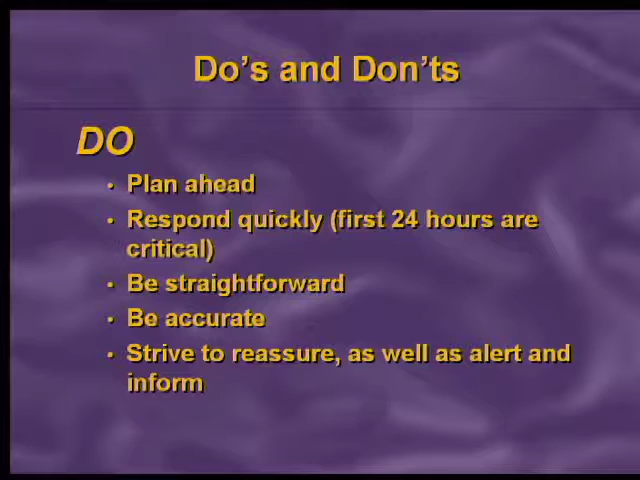 Do’s and Don’ts
DO
• Plan ahead
• Respond quickly (first 24 hours are
critical)
• Be straightforward
• Be accurate
• Strive to reassure, as well as alert and
inform